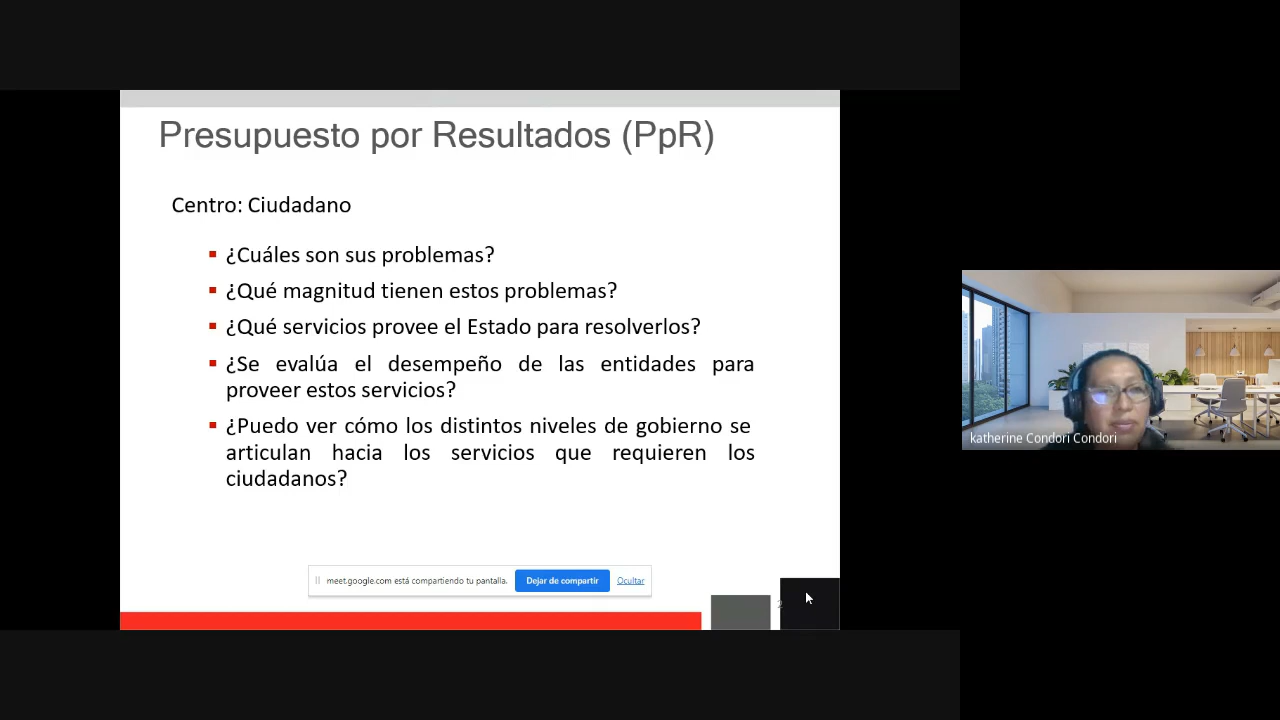 Presupuesto por Resultados (PpR)
Centro: Ciudadano
▪ ¿Cuáles son sus problemas?
▪ ¿Qué magnitud tienen estos problemas?
▪ ¿Qué servicios provee el Estado para resolverlos?
▪ ¿Se evalúa el desempeño de las entidades para
proveer estos servicios?
▪ ¿Puedo ver cómo los distintos niveles de gobierno se
articulan hacia los servicios que requieren los
ciudadanos?
meet.google.com está compartiendo tu pantalla. Dejar de compartir Ocultar
2
katherine Condori Condori